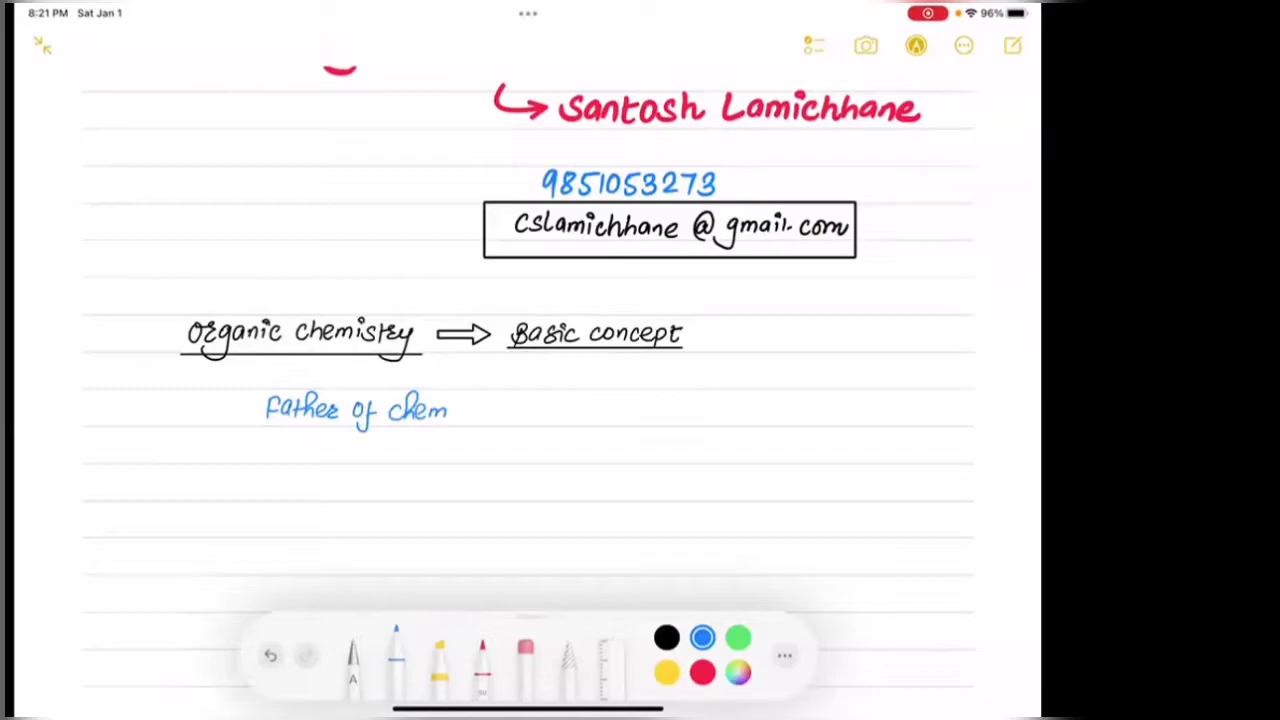 8:21 PM Sat Jan 1
96%
Santosh Lamichhane
9851053273
cslamichhane @ gmail.com
Organic chemistry ⇒ Basic concept
Father of chem
A